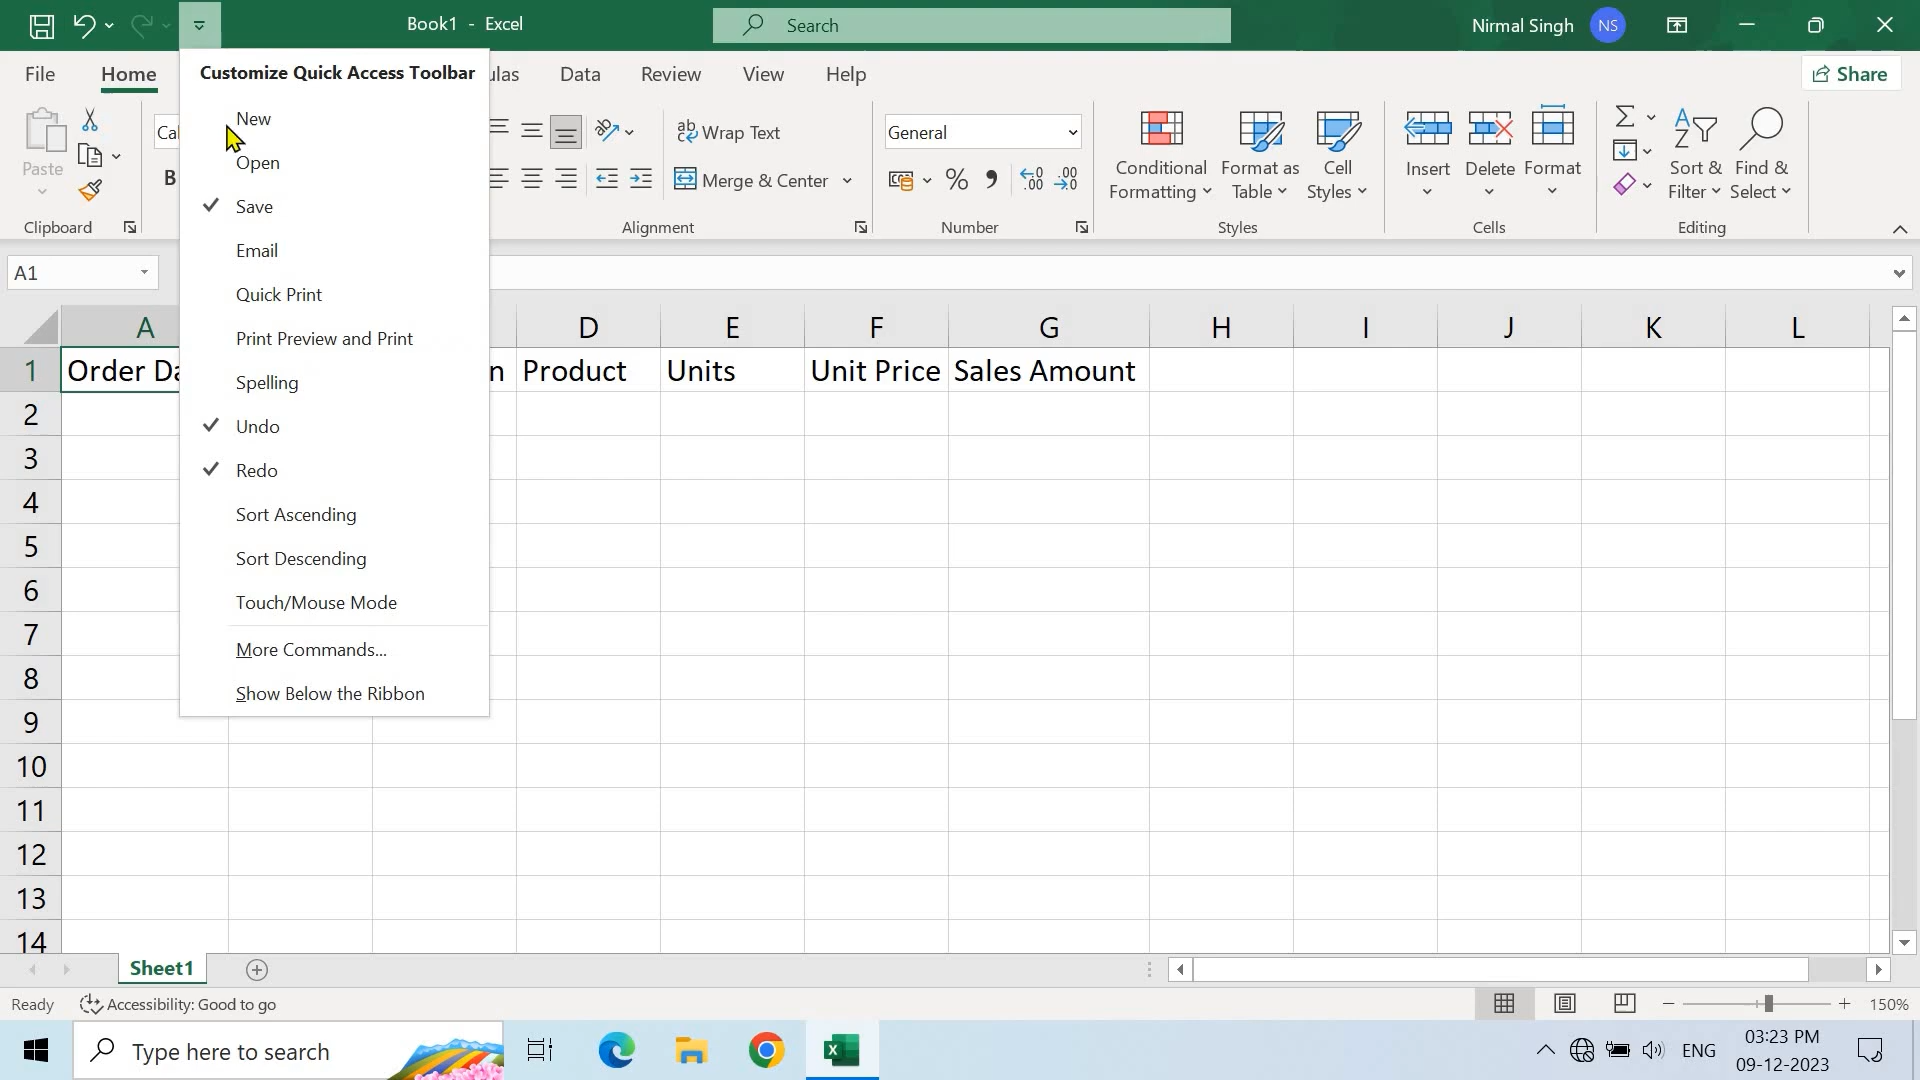 Book1 - Excel
Search
Nirmal Singh
NS
File
Home
ulas
Data
Review
View
Help
Share
Customize Quick Access Toolbar
New
Open
Save
Email
Quick Print
Print Preview and Print
Spelling
Undo
Redo
Sort Ascending
Sort Descending
Touch/Mouse Mode
More Commands...
Show Below the Ribbon
Paste
Cal
B
Clipboard
ab Wrap Text
Merge & Center
Alignment
General
%
Number
Conditional
Formatting
Format as
Table
Cell
Styles
Styles
Insert
Delete
Format
Cells
Sort &
Filter
Find &
Select
Editing
A1
A D E F G H I J K L
1 Order Da n Product Units Unit Price Sales Amount
2
3
4
5
6
7
8
9
10
11
12
13
14
Sheet1
Ready
Accessibility: Good to go
150%
Type here to search
ENG
03:23 PM
09-12-2023